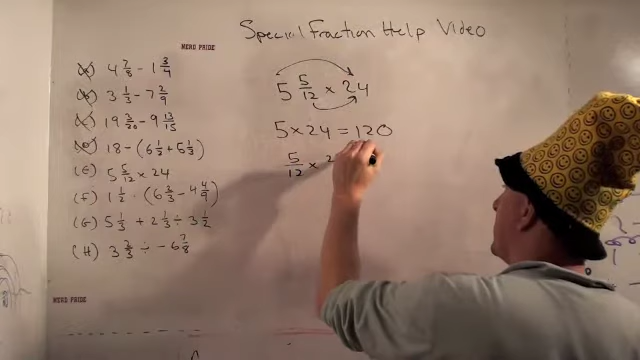 Special Fraction Help Video
NERD PRIDE
(A) 4 7/8 - 1 3/4
(B) 3 1/3 - 7 2/9
(C) 19 3/20 - 9 13/15
(D) 18 - (6 1/2 + 5 1/3)
(E) 5 5/12 × 24
(F) 1 1/2 · (6 3/3 - 4 4/9)
(G) 5 1/3 + 2 1/3 ÷ 3 1/2
(H) 3 2/3 ÷ - 6 7/8
NERD PRIDE
5 5/12 × 24
5 × 24 = 120
5/12 × 2